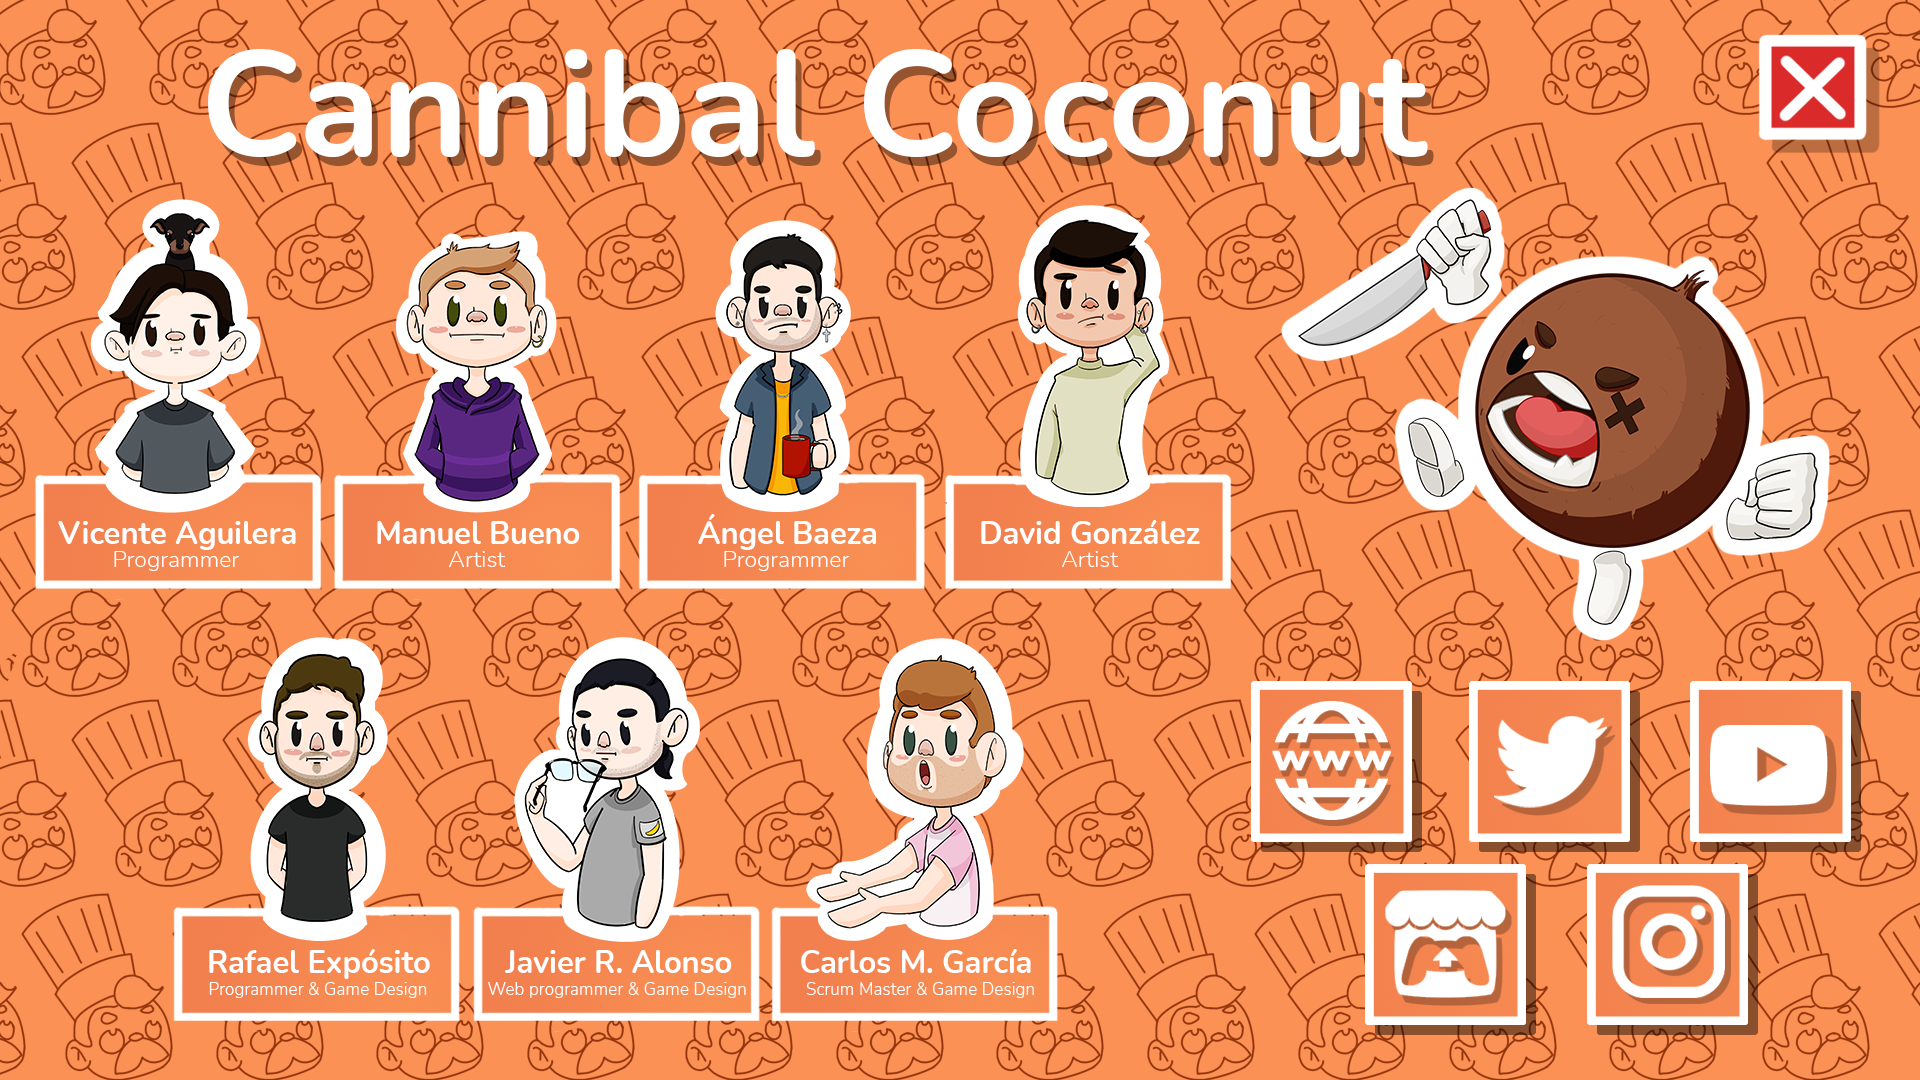 Cannibal Coconut
Vicente Aguilera
Programmer
Manuel Bueno
Artist
Ángel Baeza
Programmer
David González
Artist
Rafael Expósito
Programmer & Game Design
Javier R. Alonso
Web programmer & Game Design
Carlos M. García
Scrum Master & Game Design
www